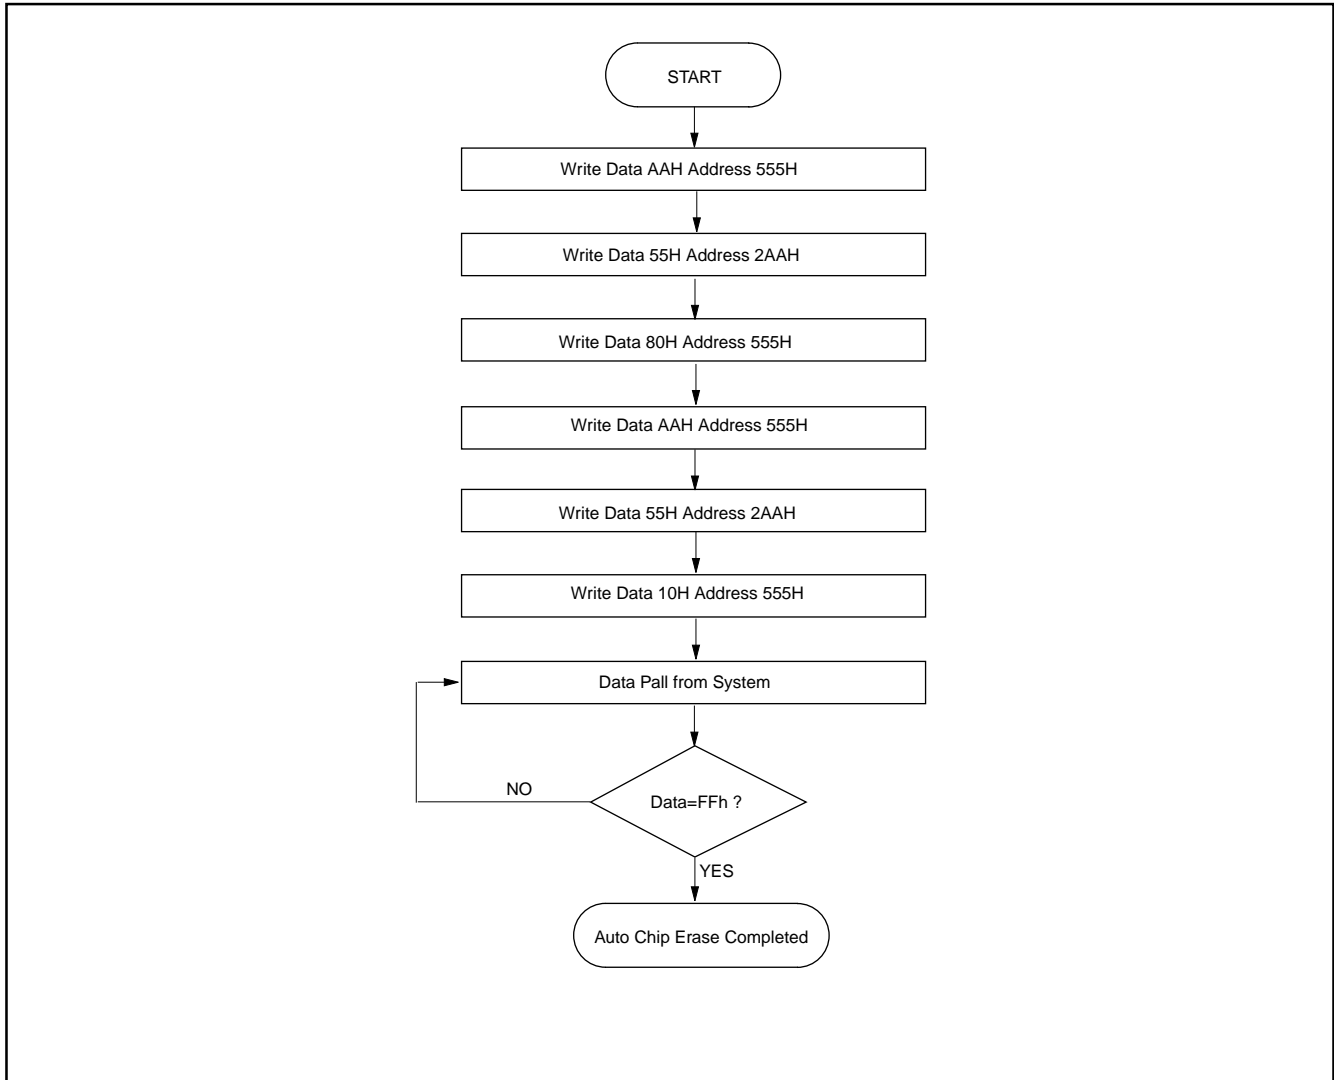 START
Write Data AAH Address 555H
Write Data 55H Address 2AAH
Write Data 80H Address 555H
Write Data AAH Address 555H
Write Data 55H Address 2AAH
Write Data 10H Address 555H
Data Pall from System
NO
Data=FFh ?
YES
Auto Chip Erase Completed